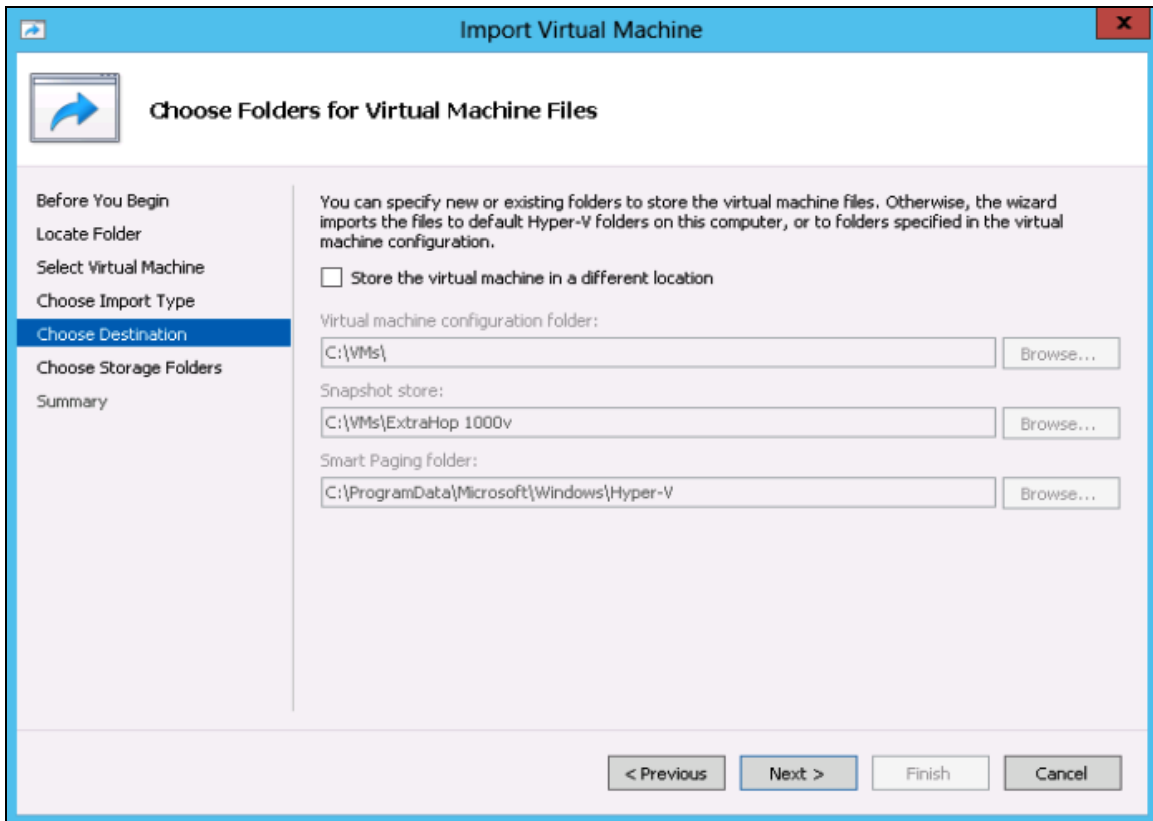 Import Virtual Machine
x
Choose Folders for Virtual Machine Files
Before You Begin
Locate Folder
Select Virtual Machine
Choose Import Type
Choose Destination
Choose Storage Folders
Summary
You can specify new or existing folders to store the virtual machine files. Otherwise, the wizard
imports the files to default Hyper-V folders on this computer, or to folders specified in the virtual
machine configuration.
Store the virtual machine in a different location
Virtual machine configuration folder:
C:\VMs\
Browse...
Snapshot store:
C:\VMs\ExtraHop 1000v
Browse...
Smart Paging folder:
C:\ProgramData\Microsoft\Windows\Hyper-V
Browse...
< Previous
Next >
Finish
Cancel